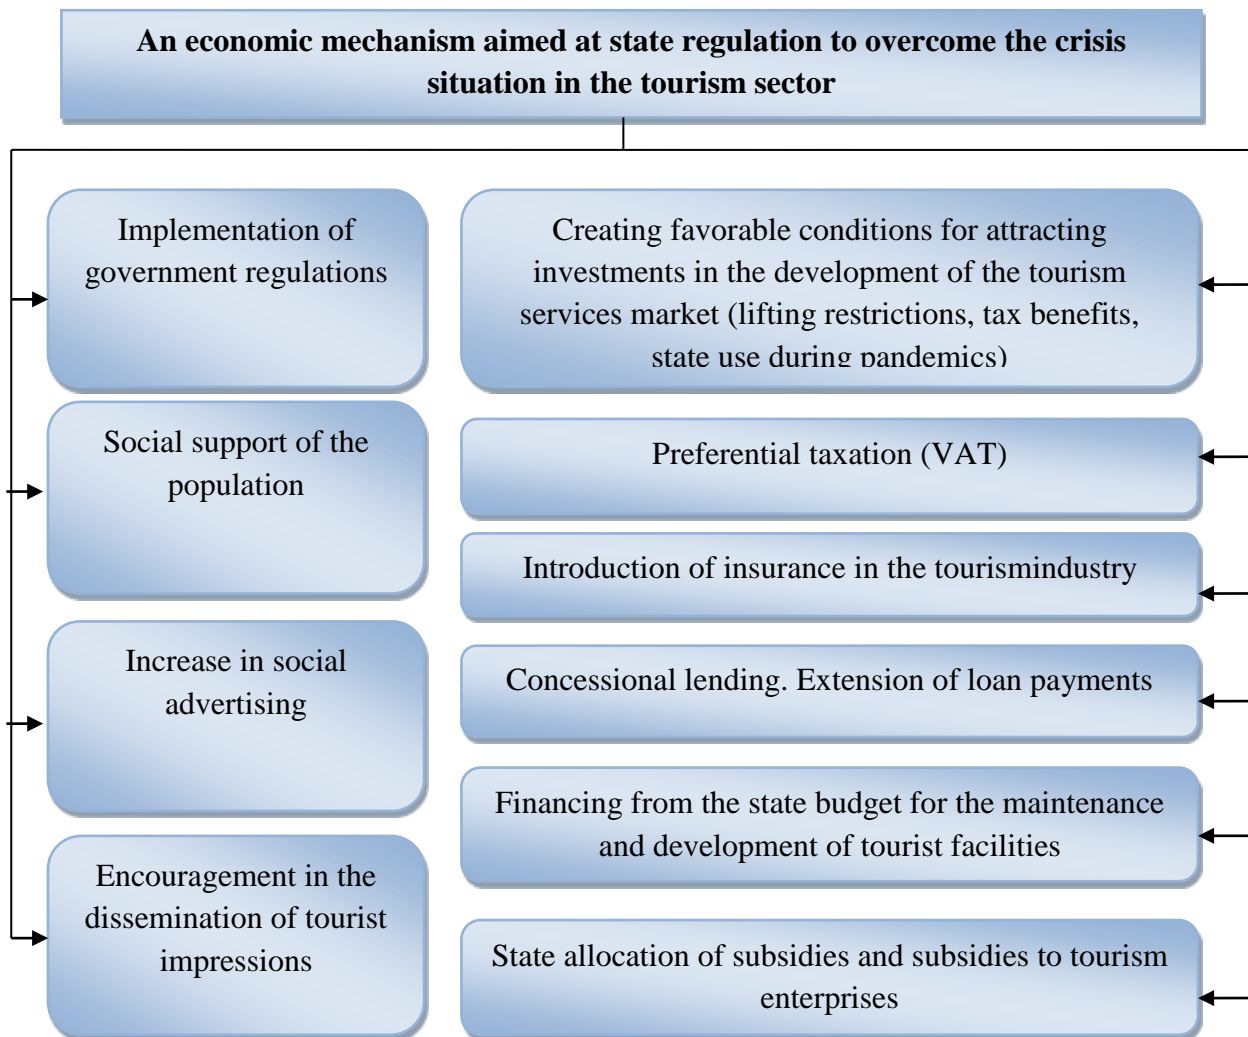 An economic mechanism aimed at state regulation to overcome the crisis
situation in the tourism sector
Implementation of
government regulations
Social support of the
population
Increase in social
advertising
Encouragement in the
dissemination of tourist
impressions
Creating favorable conditions for attracting
investments in the development of the tourism
services market (lifting restrictions, tax benefits,
state use during pandemics)
Preferential taxation (VAT)
Introduction of insurance in the tourismindustry
Concessional lending. Extension of loan payments
Financing from the state budget for the maintenance
and development of tourist facilities
State allocation of subsidies and subsidies to tourism
enterprises